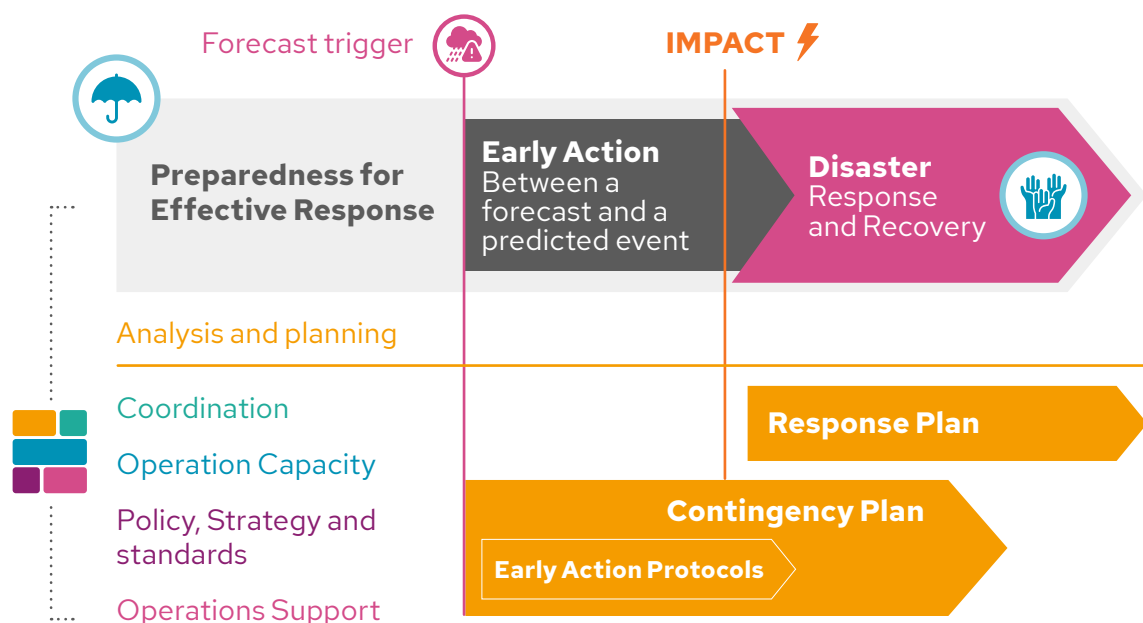 Forecast trigger
IMPACT
Preparedness for
Effective Response
Early Action
Between a
forecast and a
predicted event
Disaster
Response
and Recovery
Analysis and planning
Coordination
Operation Capacity
Policy, Strategy and
standards
Operations Support
Response Plan
Contingency Plan
Early Action Protocols